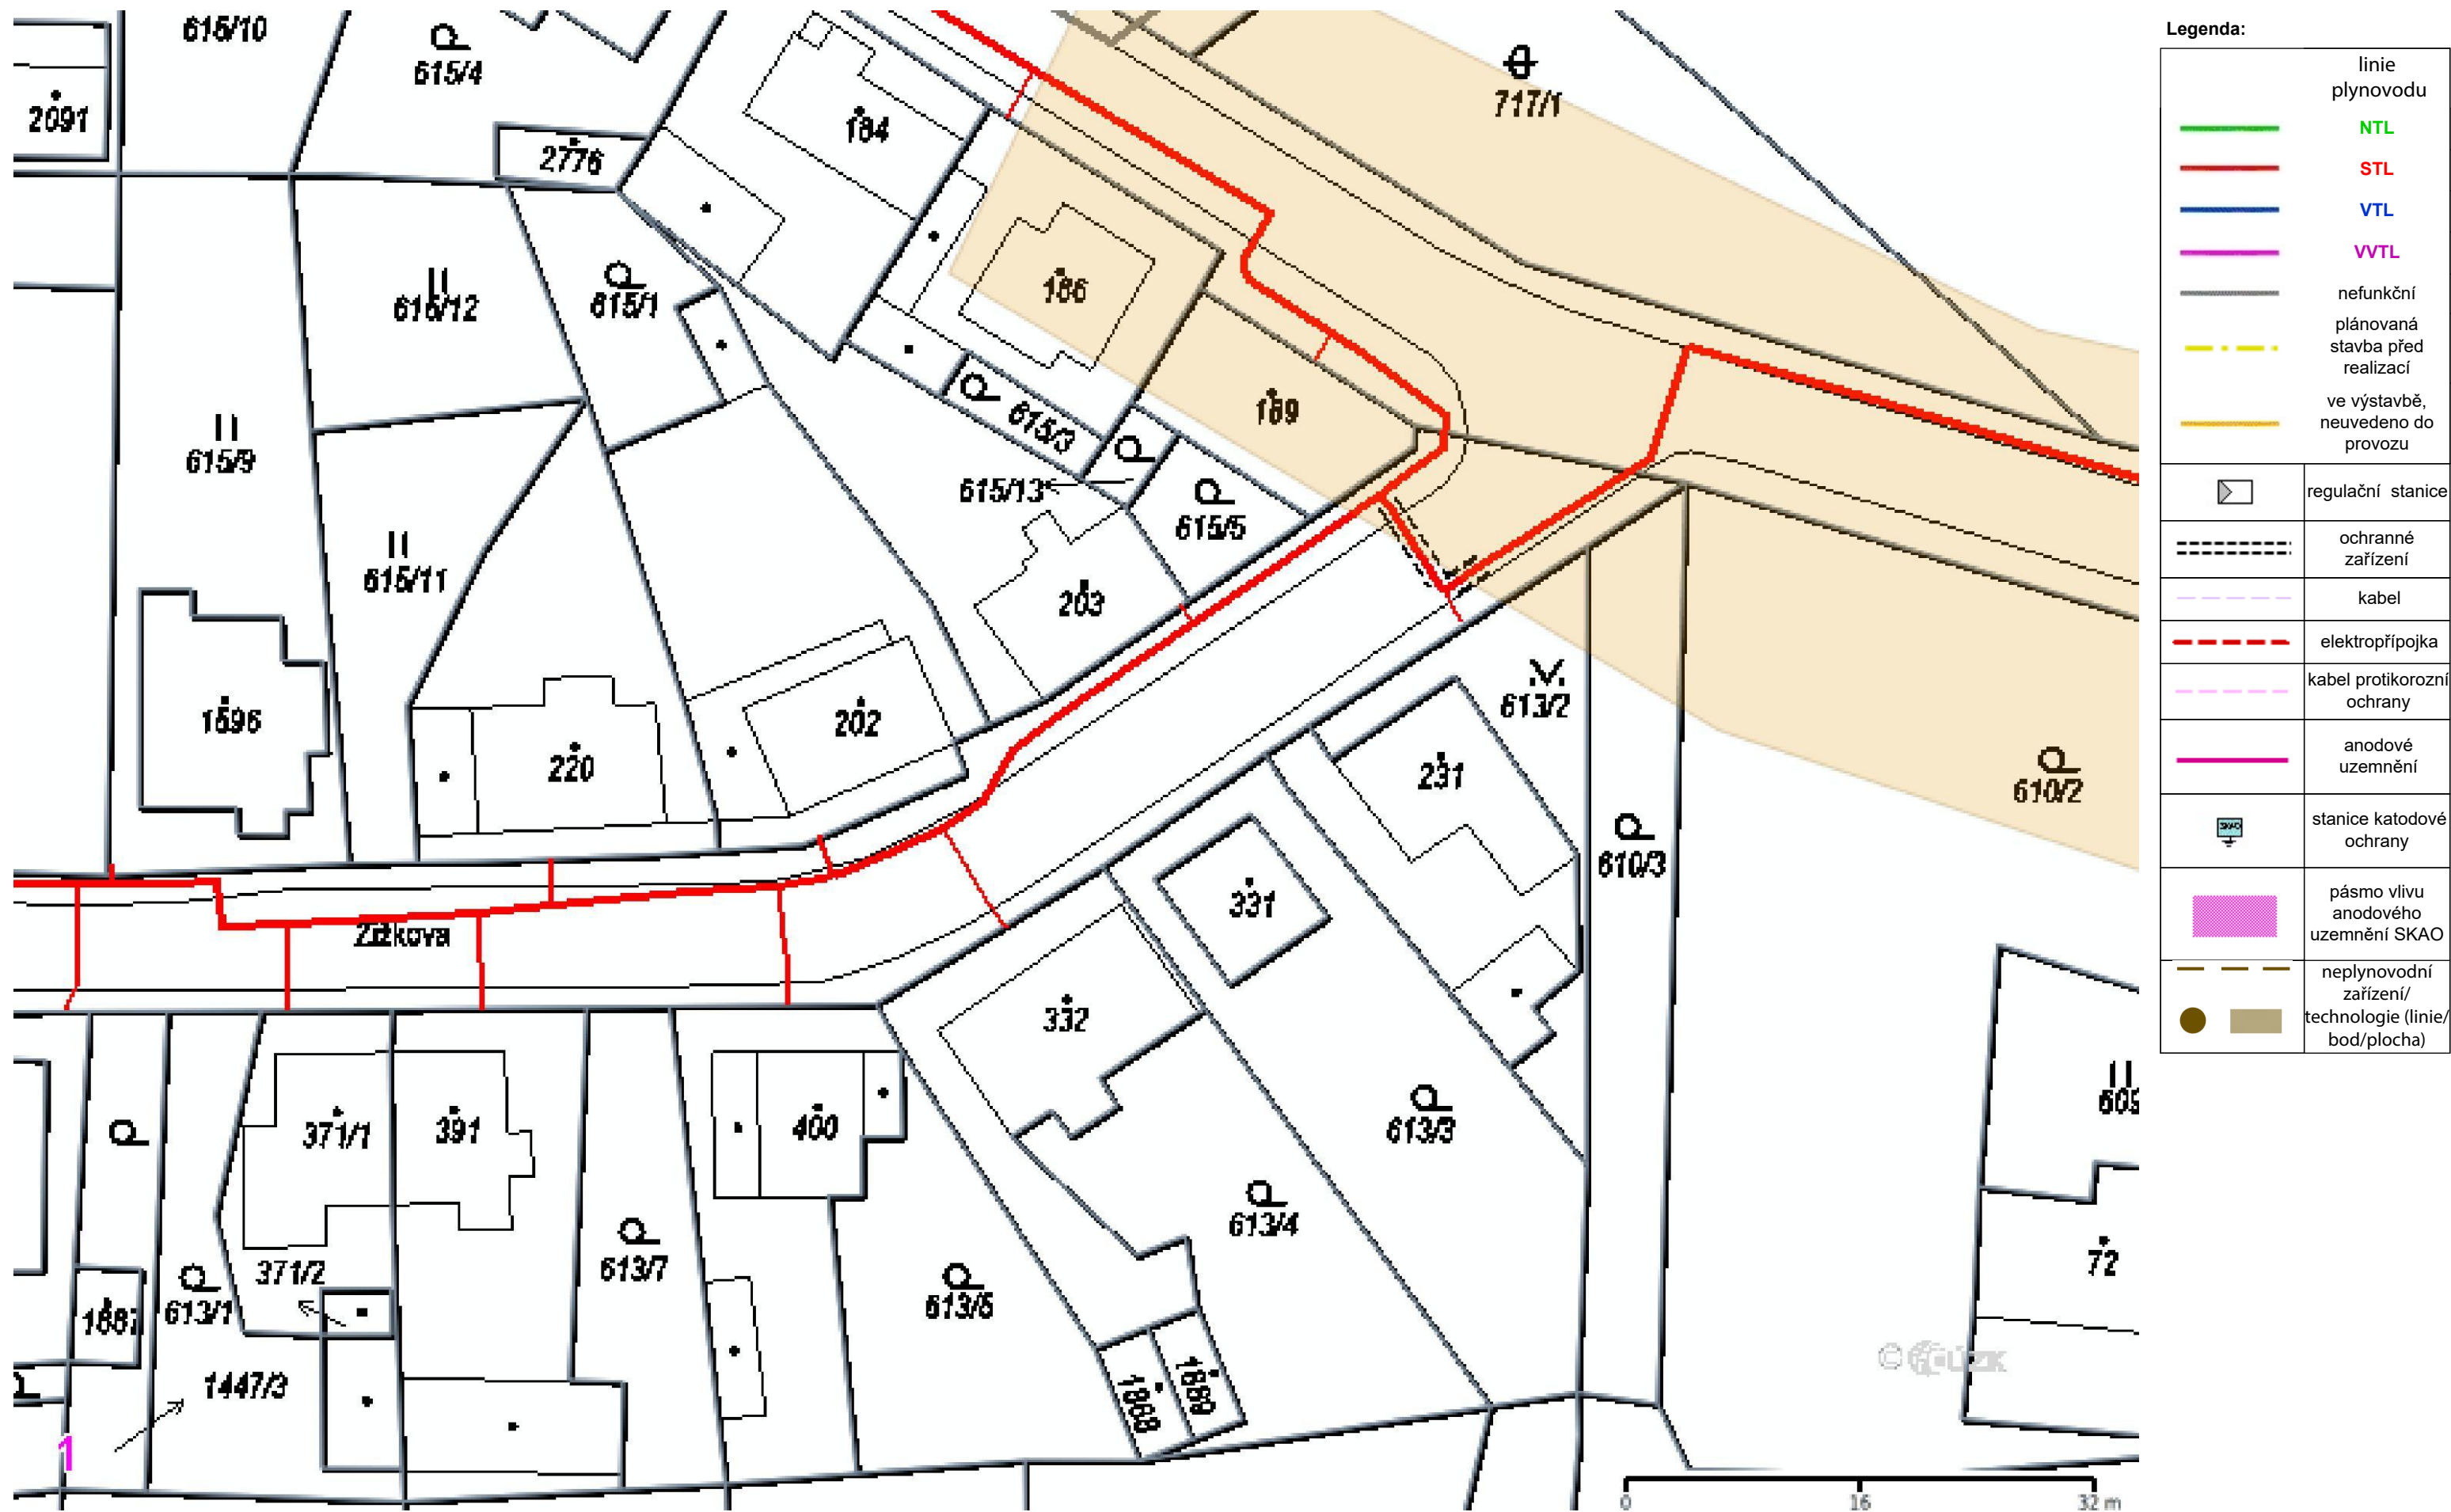 615/10
615/4
2091
2776
184
717/1
615/12
615/1
186
615/9
615/3
189
615/13
615/5
615/11
203
1596
220
202
613/2
231
610/2
610/3
331
Žižkova
332
371/1
391
400
613/3
613/4
613/7
371/2
613/1
1887
613/5
1447/3
1888
1889
609
72
1
© ČÚZK
0 16 32 m
Legenda:
linie
plynovodu
NTL
STL
VTL
VVTL
nefunkční
plánovaná
stavba před
realizací
ve výstavbě,
neuvedeno do
provozu
regulační stanice
ochranné
zařízení
kabel
elektropřípojka
kabel protikorozní
ochrany
anodové
uzemnění
SKAO
stanice katodové
ochrany
pásmo vlivu
anodového
uzemnění SKAO
neplynovodní
zařízení/
technologie (linie/
bod/plocha)